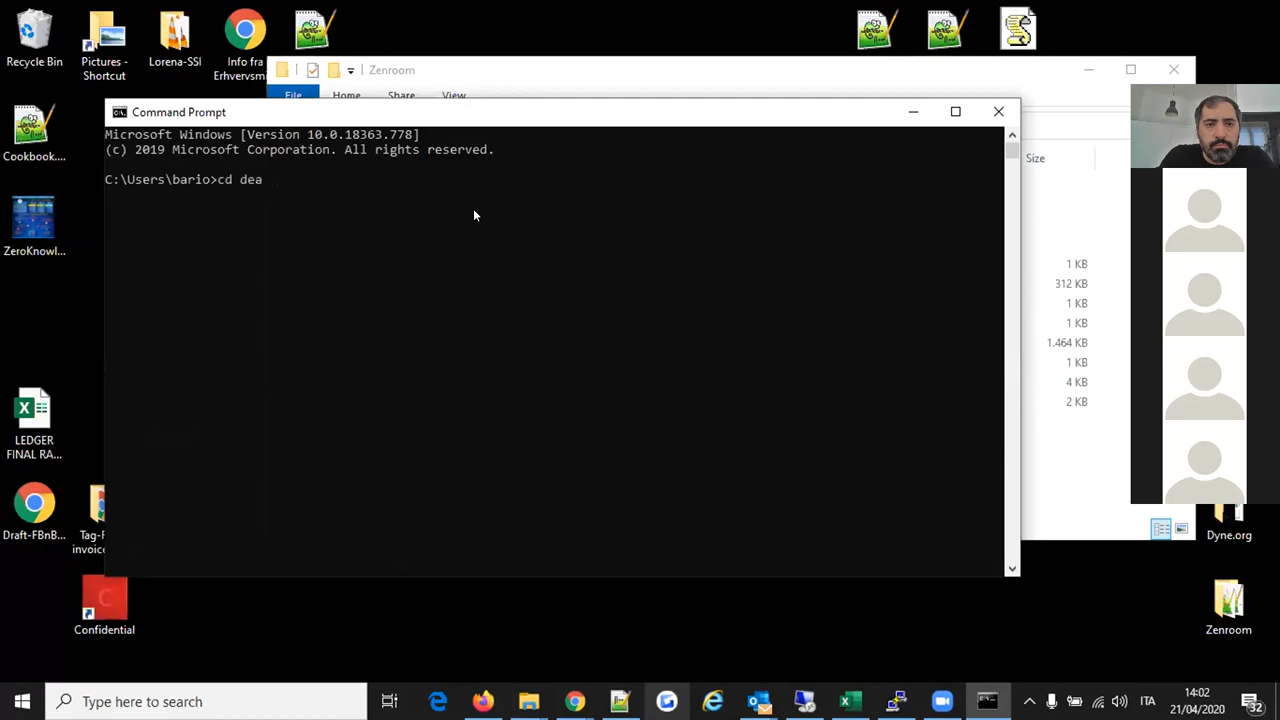 Recycle Bin
Pictures -
Shortcut
Lorena-SSI
Info fra
Erhvervsm...
Zenroom
File
Home
Share
View
Command Prompt
Microsoft Windows [Version 10.0.18363.778]
(c) 2019 Microsoft Corporation. All rights reserved.
C:\Users\bario>cd dea
Cookbook....
ZeroKnowl...
LEDGER
FINAL RA...
Draft-FBnB...
Tag-F
invoic
Confidential
Size
1 KB
312 KB
1 KB
1 KB
1.464 KB
1 KB
4 KB
2 KB
Dyne.org
Zenroom
Type here to search
ITA
14:02
21/04/2020
32